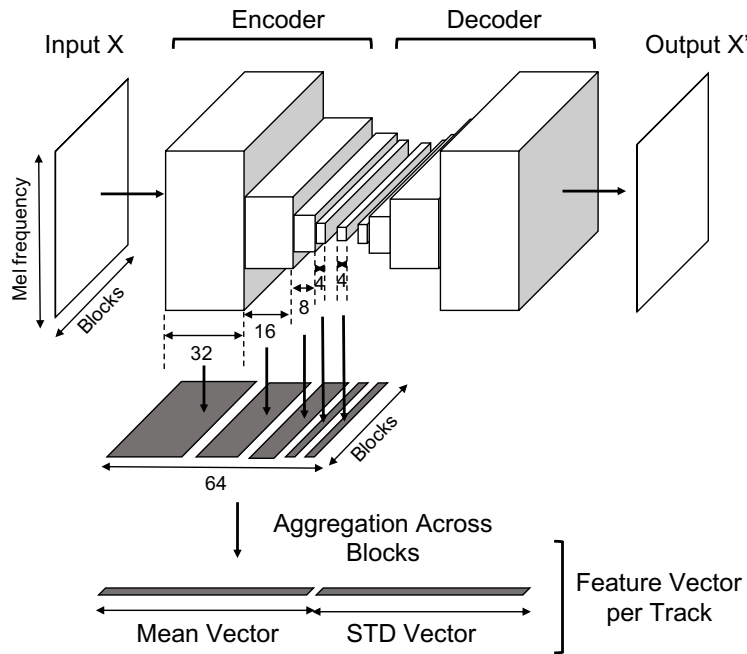 Encoder
Decoder
Input X
Output X'
Mel frequency
Blocks
4
4
8
16
32
Blocks
64
Aggregation Across
Blocks
Feature Vector
per Track
Mean Vector
STD Vector